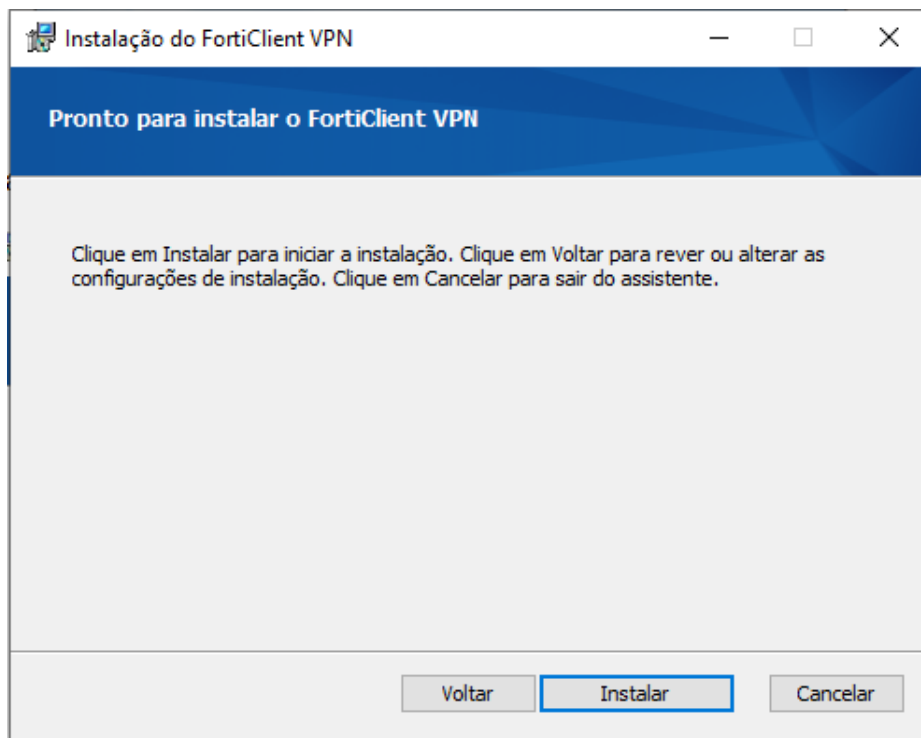 Instalação do FortiClient VPN
Pronto para instalar o FortiClient VPN
Clique em Instalar para iniciar a instalação. Clique em Voltar para rever ou alterar as
configurações de instalação. Clique em Cancelar para sair do assistente.
Voltar
Instalar
Cancelar